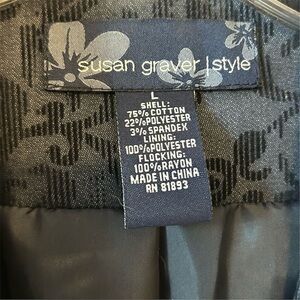 susan graver | style
L
SHELL:
75%COTTON
22%POLYESTER
3%SPANDEX
LINING:
100%POLYESTER
FLOCKING:
100%RAYON
MADE IN CHINA
RN 81893